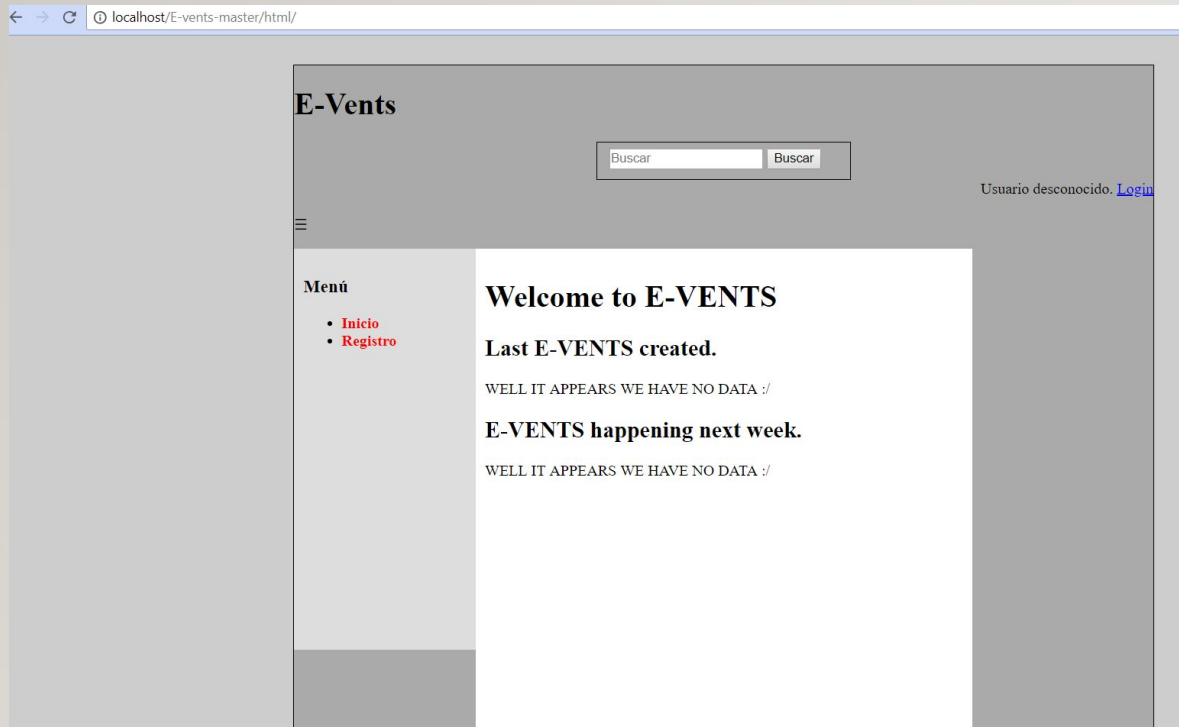 localhost/E-vents-master/html/
E-Vents
Buscar Buscar
Usuario desconocido. Login
☰
Menú
• Inicio
• Registro
Welcome to E-VENTS
Last E-VENTS created.
WELL IT APPEARS WE HAVE NO DATA :/
E-VENTS happening next week.
WELL IT APPEARS WE HAVE NO DATA :/